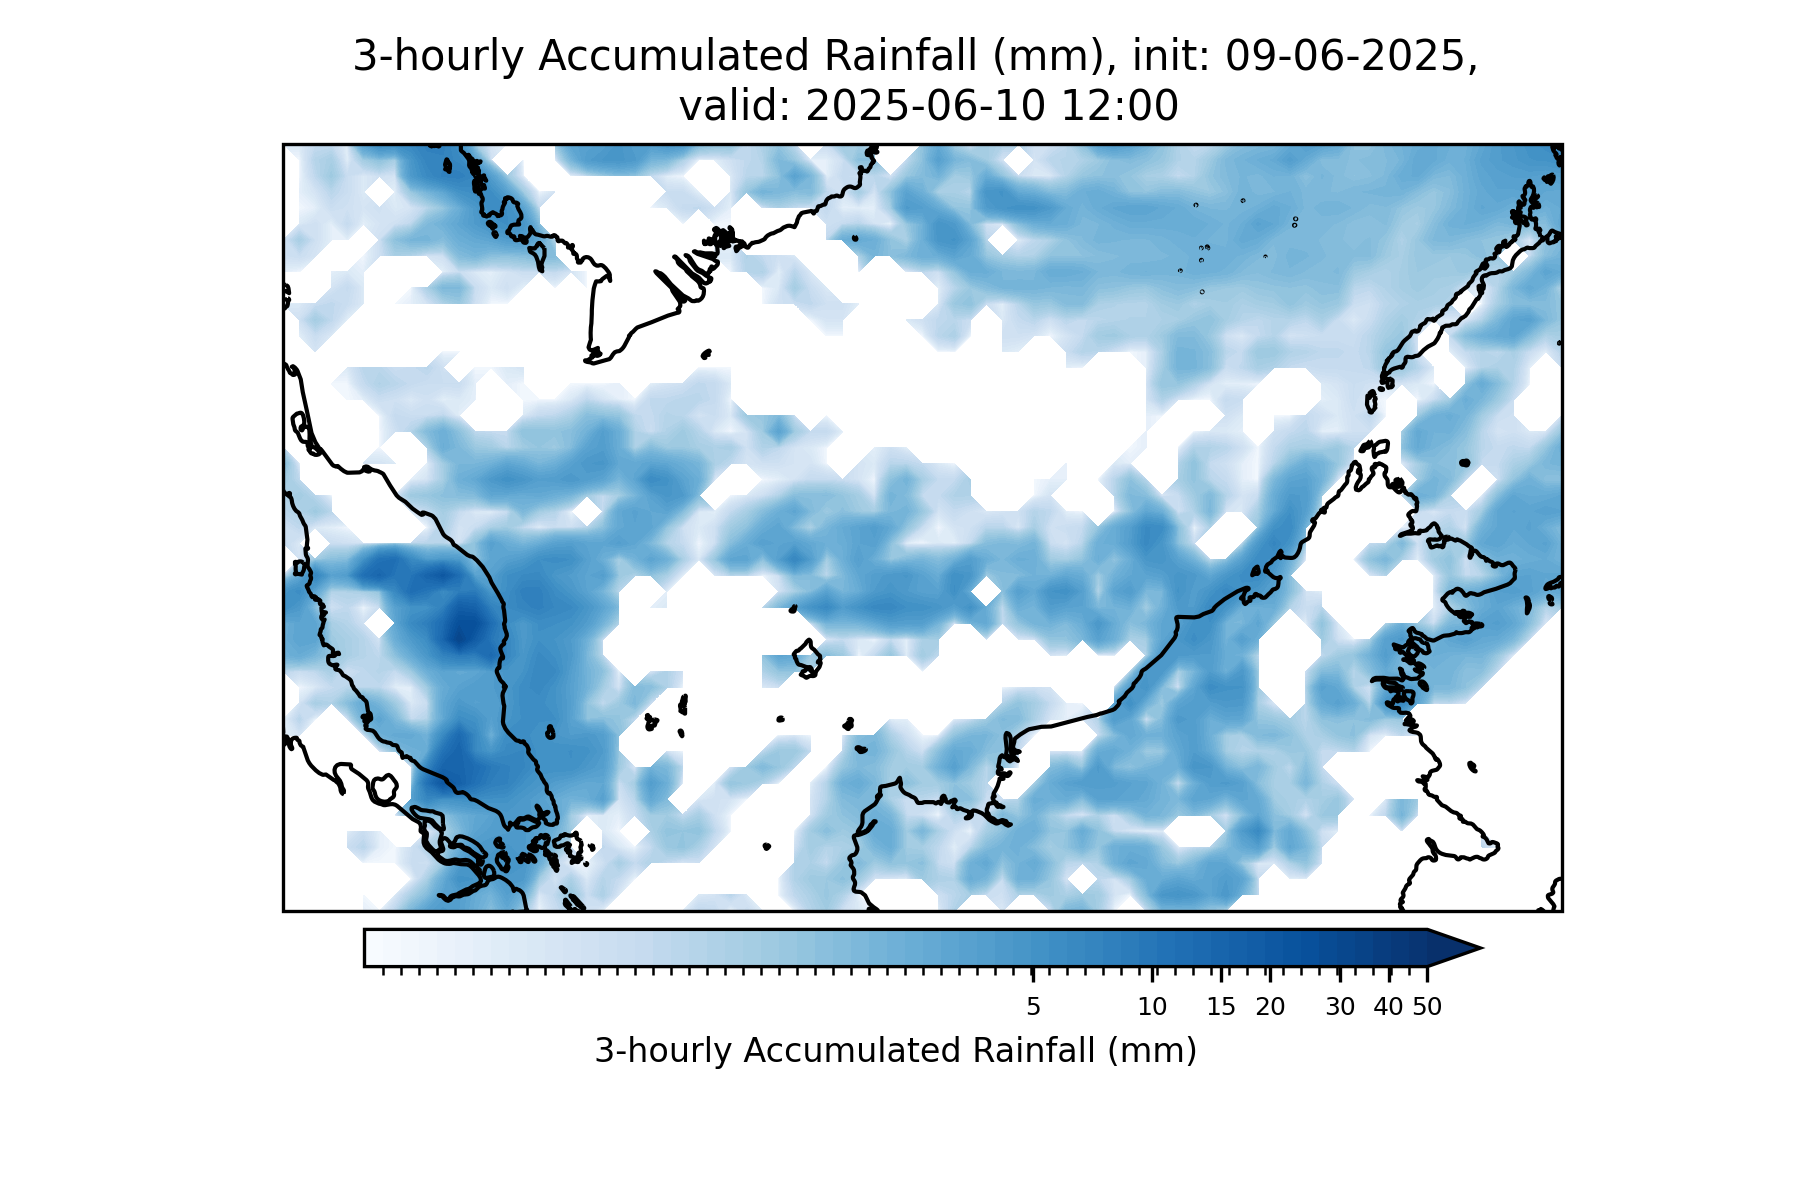 3-hourly Accumulated Rainfall (mm), init: 09-06-2025,
valid: 2025-06-10 12:00
5 10 15 20 30 40 50
3-hourly Accumulated Rainfall (mm)